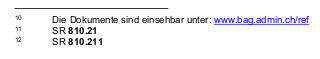 10 Die Dokumente sind einsehbar unter: www.bag.admin.ch/ref
11 SR 810.21
12 SR 810.211